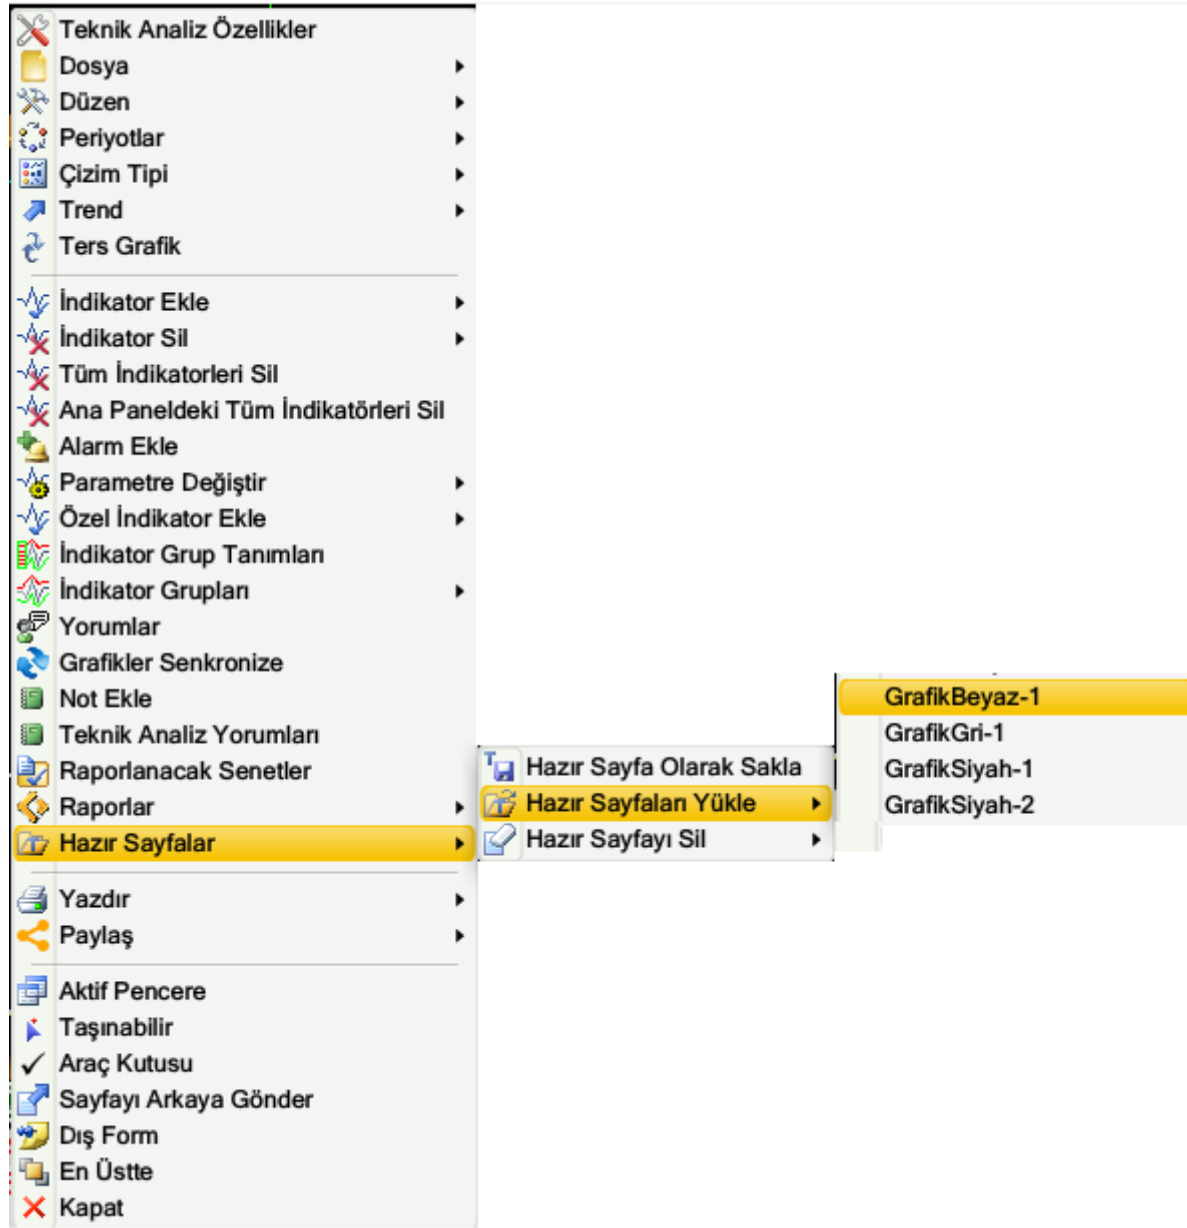 Teknik Analiz Özellikler
Dosya
Düzen
Periyotlar
Çizim Tipi
Trend
Ters Grafik
İndikator Ekle
İndikator Sil
Tüm İndikatorleri Sil
Ana Paneldeki Tüm İndikatörleri Sil
Alarm Ekle
Parametre Değiştir
Özel İndikator Ekle
İndikator Grup Tanımları
İndikator Grupları
Yorumlar
Grafikler Senkronize
Not Ekle
Teknik Analiz Yorumları
Raporlanacak Senetler
Raporlar
Hazır Sayfalar
Yazdır
Paylaş
Aktif Pencere
Taşınabilir
Araç Kutusu
Sayfayı Arkaya Gönder
Dış Form
En Üstte
Kapat
Hazır Sayfa Olarak Sakla
Hazır Sayfaları Yükle
Hazır Sayfayı Sil
GrafikBeyaz-1
GrafikGri-1
GrafikSiyah-1
GrafikSiyah-2